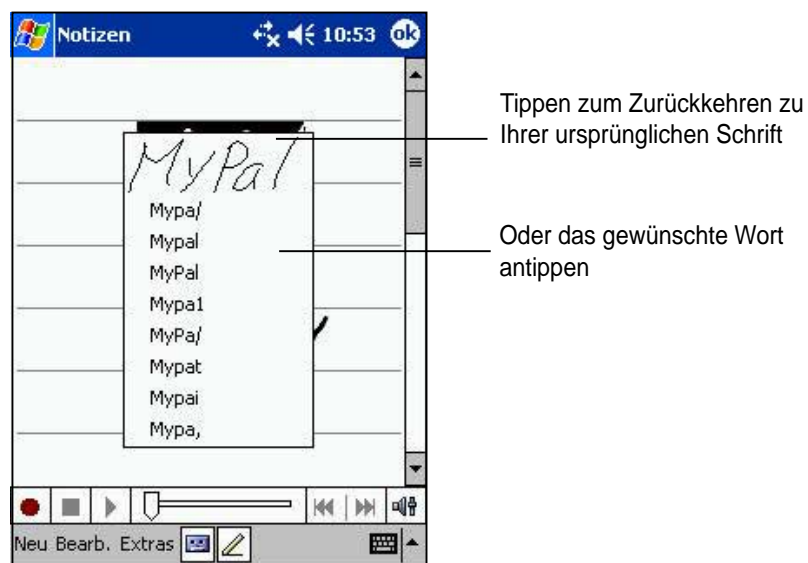 Notizen 10:53 ok
Tippen zum Zurückkehren zu
Ihrer ursprünglichen Schrift
MyPal
Mypa/
Mypal
MyPal
Mypa1
MyPa/
Mypat
Mypai
Mypa,
Oder das gewünschte Wort
antippen
Neu Bearb. Extras